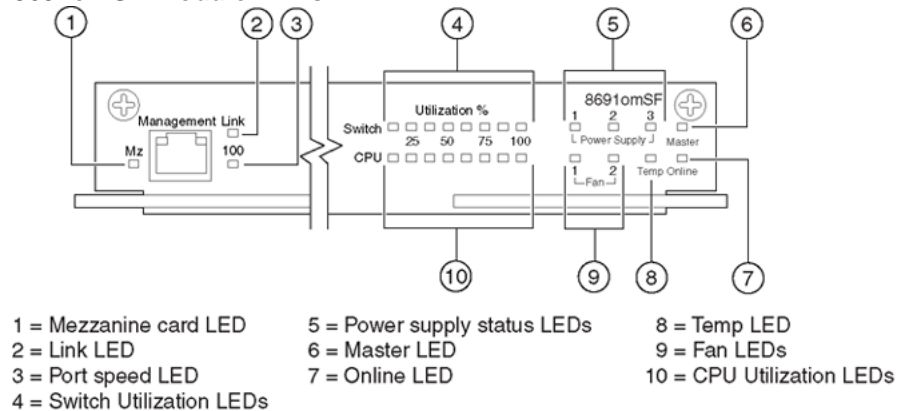 1 2 3 4 5 6
8691omSF
Utilization %
1 2 3
Management Link
Switch
Power Supply Master
25 50 75 100
Mz 100
CPU
1 2 Temp Online
Fan
10 9 8 7
1 = Mezzanine card LED 5 = Power supply status LEDs 8 = Temp LED
2 = Link LED 6 = Master LED 9 = Fan LEDs
3 = Port speed LED 7 = Online LED 10 = CPU Utilization LEDs
4 = Switch Utilization LEDs